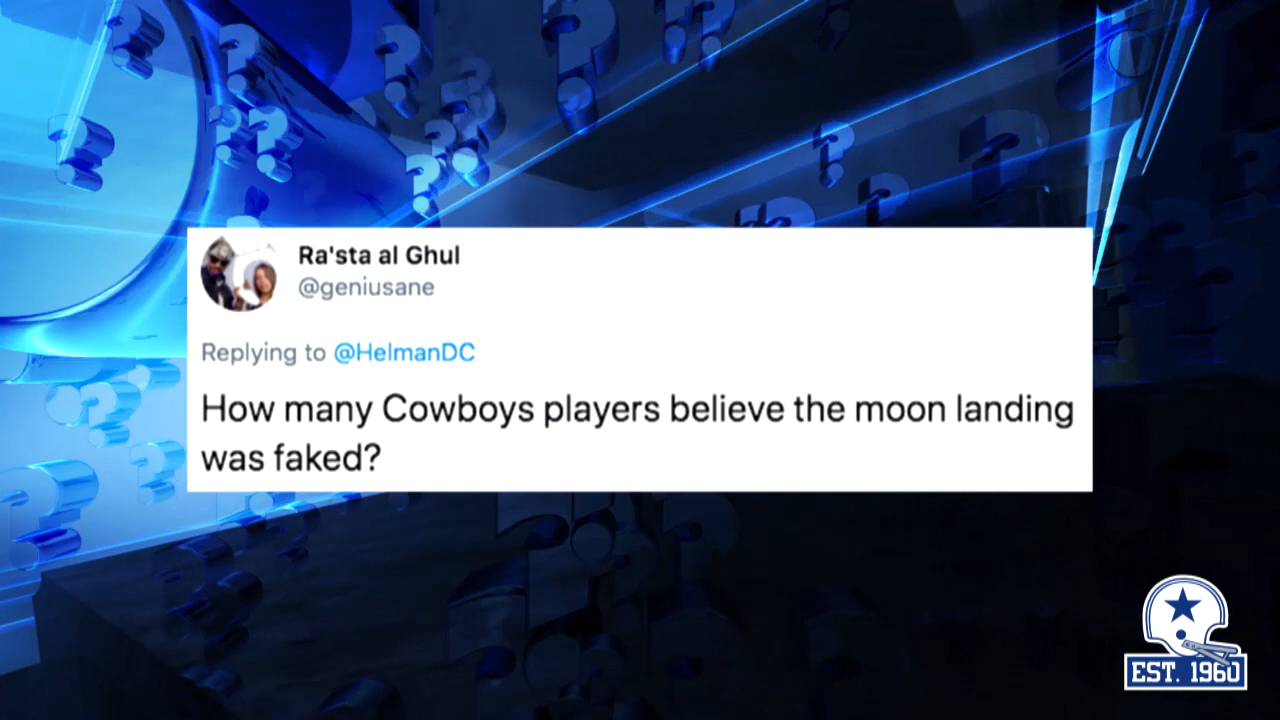 Ra'sta al Ghul
@geniusane
Replying to @HelmanDC
How many Cowboys players believe the moon landing
was faked?
EST. 1960